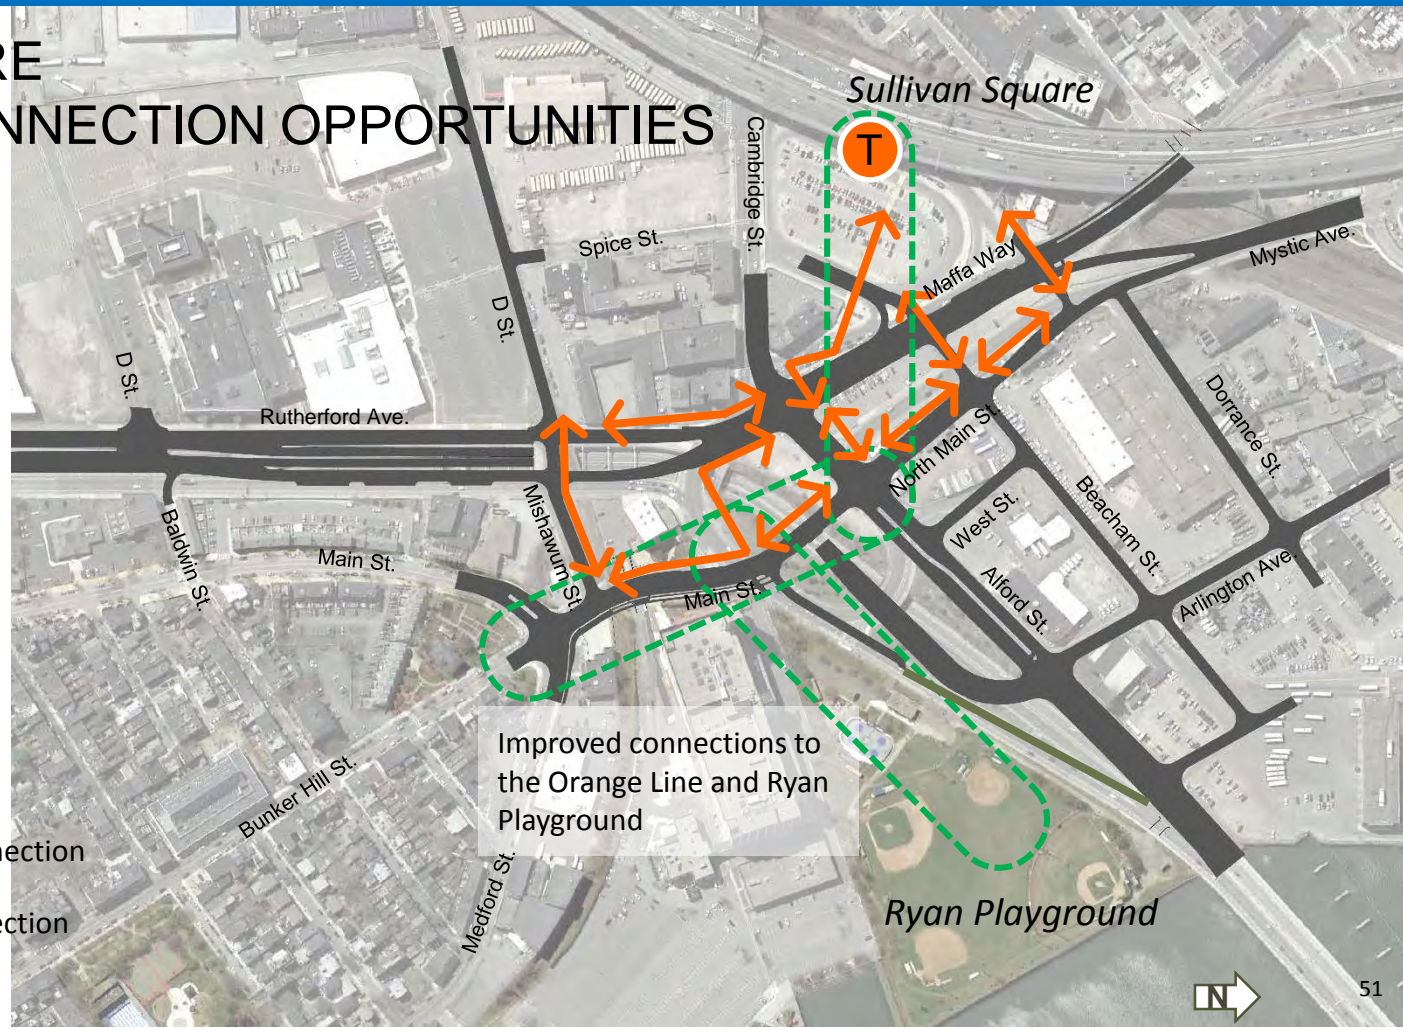 RE
NNECTION OPPORTUNITIES
Sullivan Square
T
Cambridge St.
Spice St.
Maffa Way
Mystic Ave.
D St.
D St.
Rutherford Ave.
Dorrance St.
North Main St.
Beacham St.
West St.
Mishawum St.
Baldwin St.
Main St.
Main St.
Alford St.
Arlington Ave.
Improved connections to
the Orange Line and Ryan
Playground
Bunker Hill St.
Medford St.
nection
ection
Ryan Playground
N
51